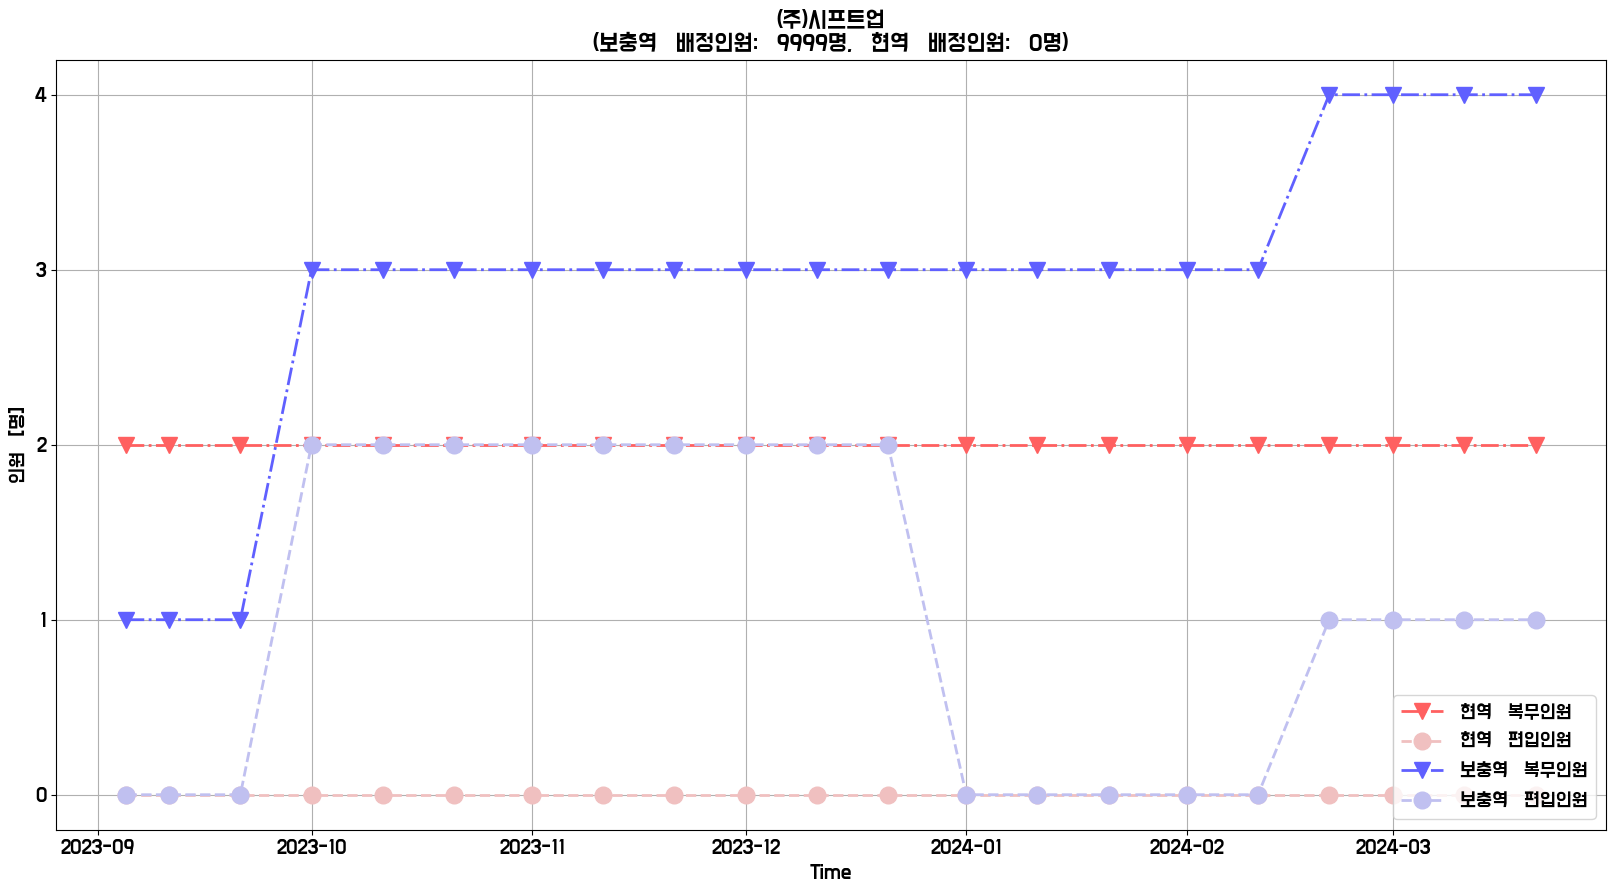 (주)시프트업
(보충역 배정인원: 9999명, 현역 배정인원: 0명)
4
3
2
1
0
인원 [명]
2023-09 2023-10 2023-11 2023-12 2024-01 2024-02 2024-03
Time
현역 복무인원
현역 편입인원
보충역 복무인원
보충역 편입인원